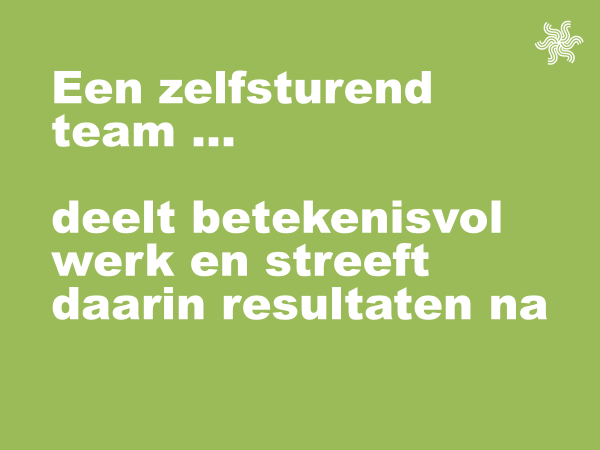 Een zelfsturend
team ...
deelt betekenisvol
werk en streeft
daarin resultaten na